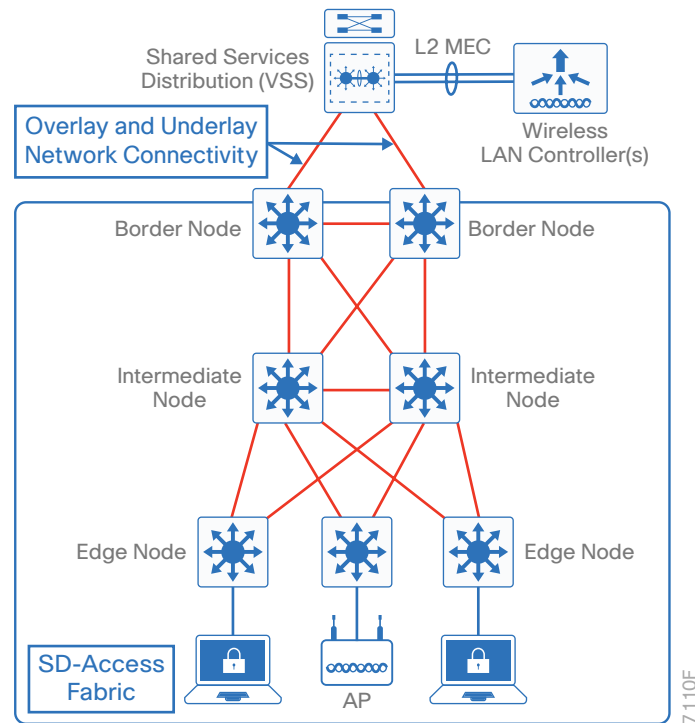 Shared Services
Distribution (VSS)
L2 MEC
Wireless
LAN Controller(s)
Overlay and Underlay
Network Connectivity
Border Node
Border Node
Intermediate
Node
Intermediate
Node
Edge Node
Edge Node
SD-Access
Fabric
AP
7110F